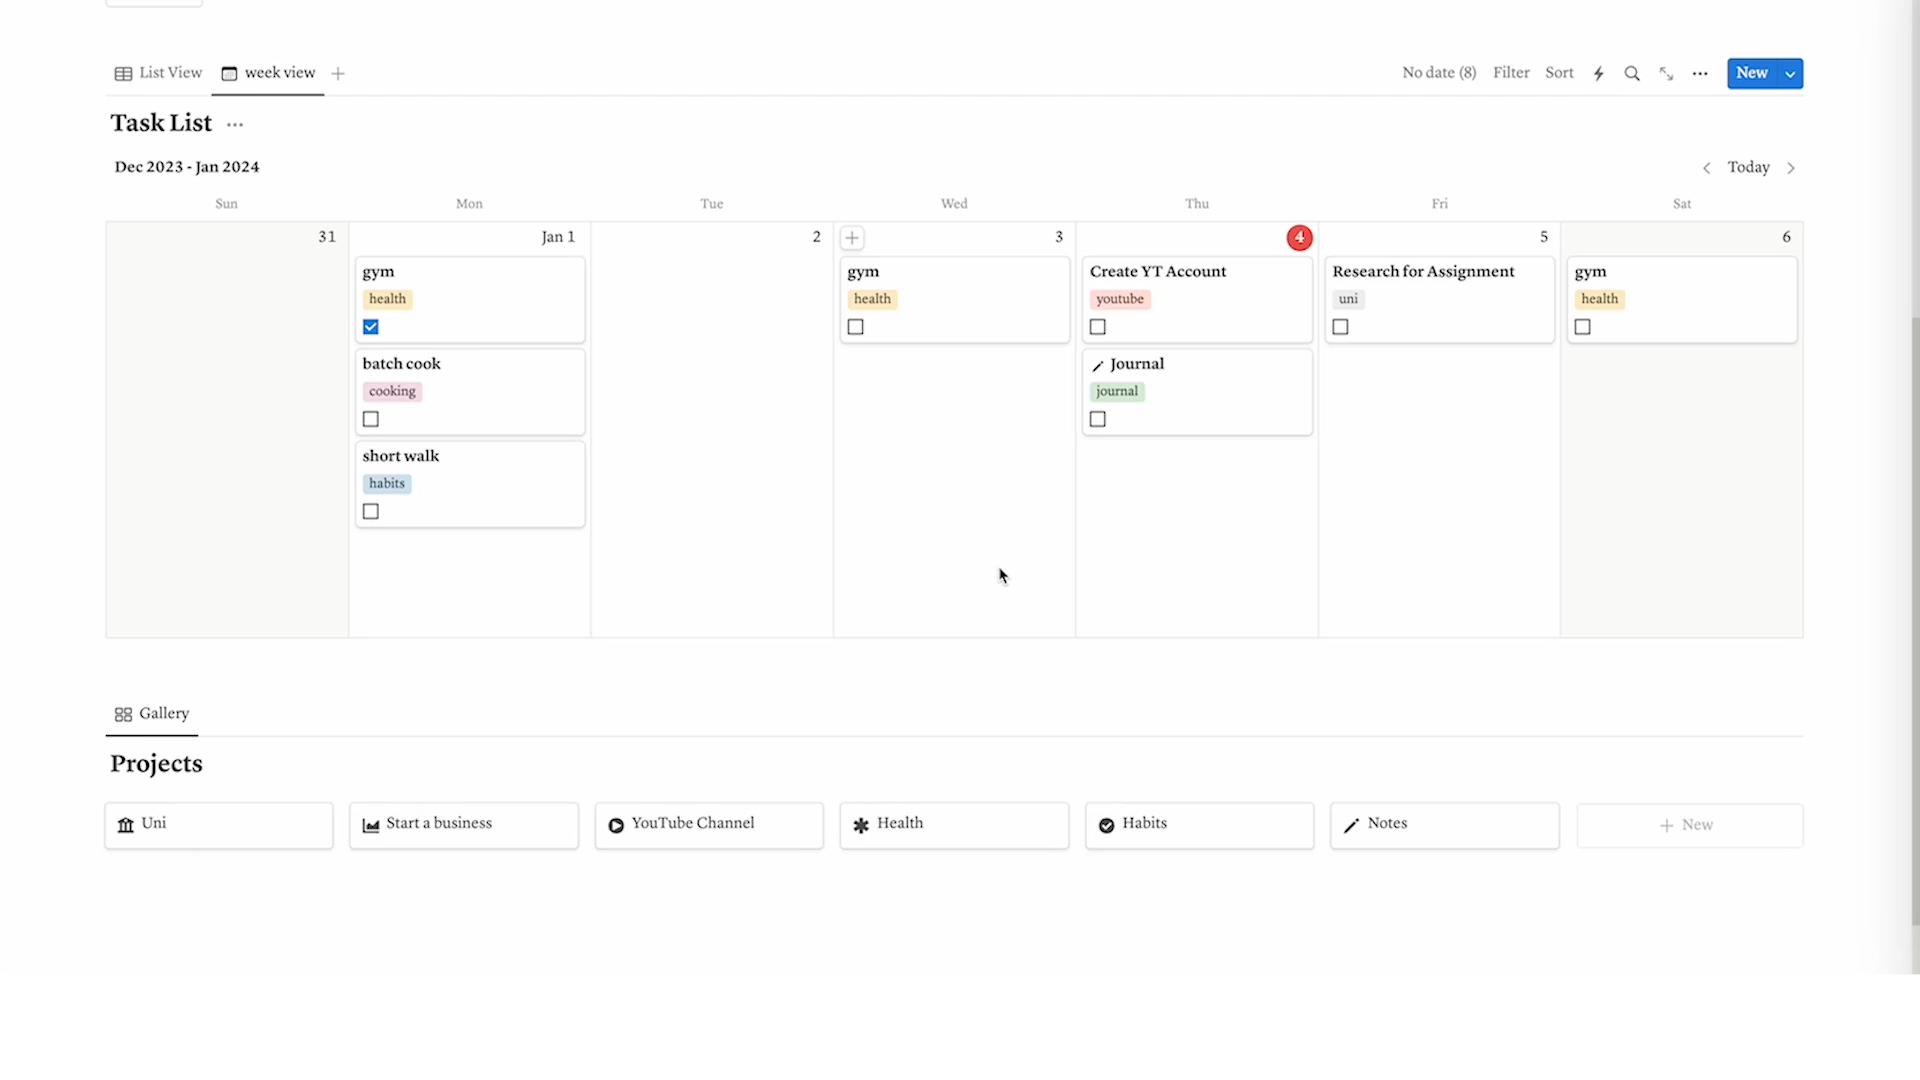 List View week view
No date (8) Filter Sort New
Task List
Dec 2023 - Jan 2024
Today
Sun Mon Tue Wed Thu Fri Sat
31 Jan 1 2 3 4 5 6
gym gym Create YT Account Research for Assignment gym
health health youtube uni health
batch cook Journal
cooking journal
short walk
habits
Gallery
Projects
Uni Start a business YouTube Channel Health Habits Notes New